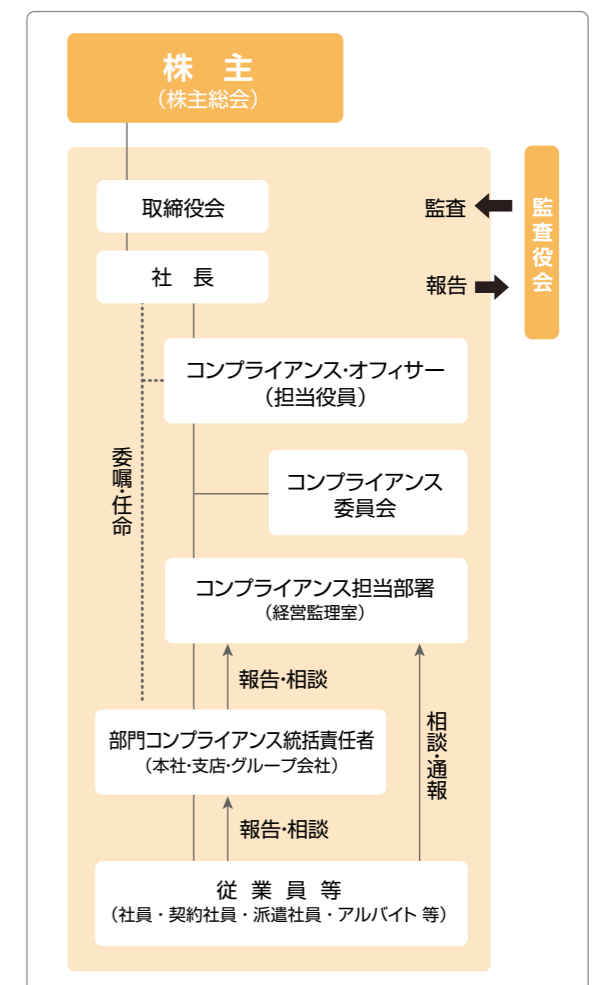 株 主
（株主総会）
取締役会
監査
監査役会
社 長
報告
コンプライアンス・オフィサー
（担当役員）
委嘱・任命
コンプライアンス
委員会
コンプライアンス担当部署
（経営監理室）
報告・相談
相談・通報
部門コンプライアンス統括責任者
（本社・支店・グループ会社）
報告・相談
従 業 員 等
（社員・契約社員・派遣社員・アルバイト 等）